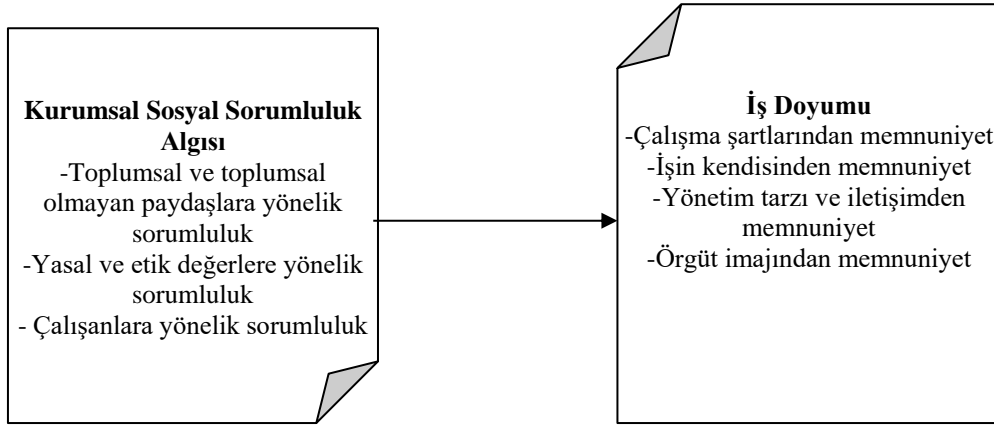 Kurumsal Sosyal Sorumluluk
Algısı
-Toplumsal ve toplumsal
olmayan paydaşlara yönelik
sorumluluk
-Yasal ve etik değerlere yönelik
sorumluluk
- Çalışanlara yönelik sorumluluk
İş Doyumu
-Çalışma şartlarından memnuniyet
-İşin kendisinden memnuniyet
-Yönetim tarzı ve iletişimden
memnuniyet
-Örgüt imajından memnuniyet